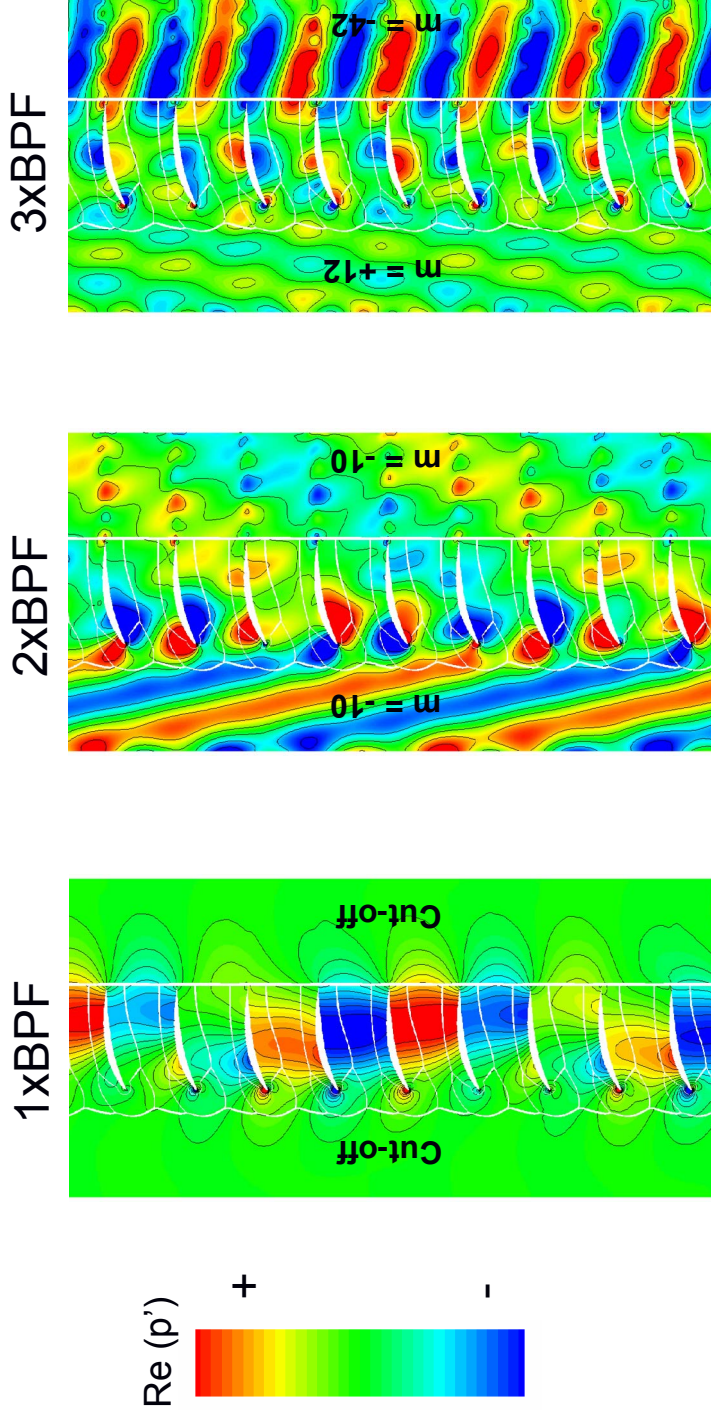 Re (p')
+
-
1xBPF
Cut-off
Cut-off
2xBPF
m = -10
m = -10
3xBPF
m = +12
m = -42